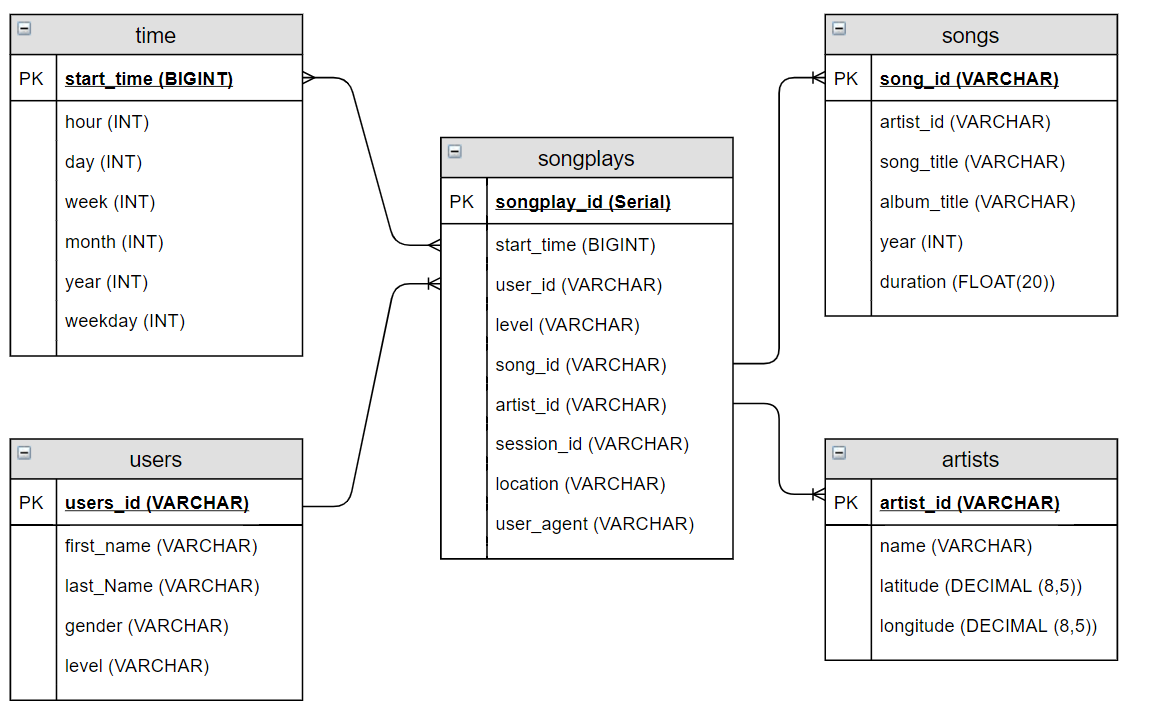 time
PK start_time (BIGINT)
hour (INT)
day (INT)
week (INT)
month (INT)
year (INT)
weekday (INT)
users
PK users_id (VARCHAR)
first_name (VARCHAR)
last_Name (VARCHAR)
gender (VARCHAR)
level (VARCHAR)
songplays
PK songplay_id (Serial)
start_time (BIGINT)
user_id (VARCHAR)
level (VARCHAR)
song_id (VARCHAR)
artist_id (VARCHAR)
session_id (VARCHAR)
location (VARCHAR)
user_agent (VARCHAR)
songs
PK song_id (VARCHAR)
artist_id (VARCHAR)
song_title (VARCHAR)
album_title (VARCHAR)
year (INT)
duration (FLOAT(20))
artists
PK artist_id (VARCHAR)
name (VARCHAR)
latitude (DECIMAL (8,5))
longitude (DECIMAL (8,5))